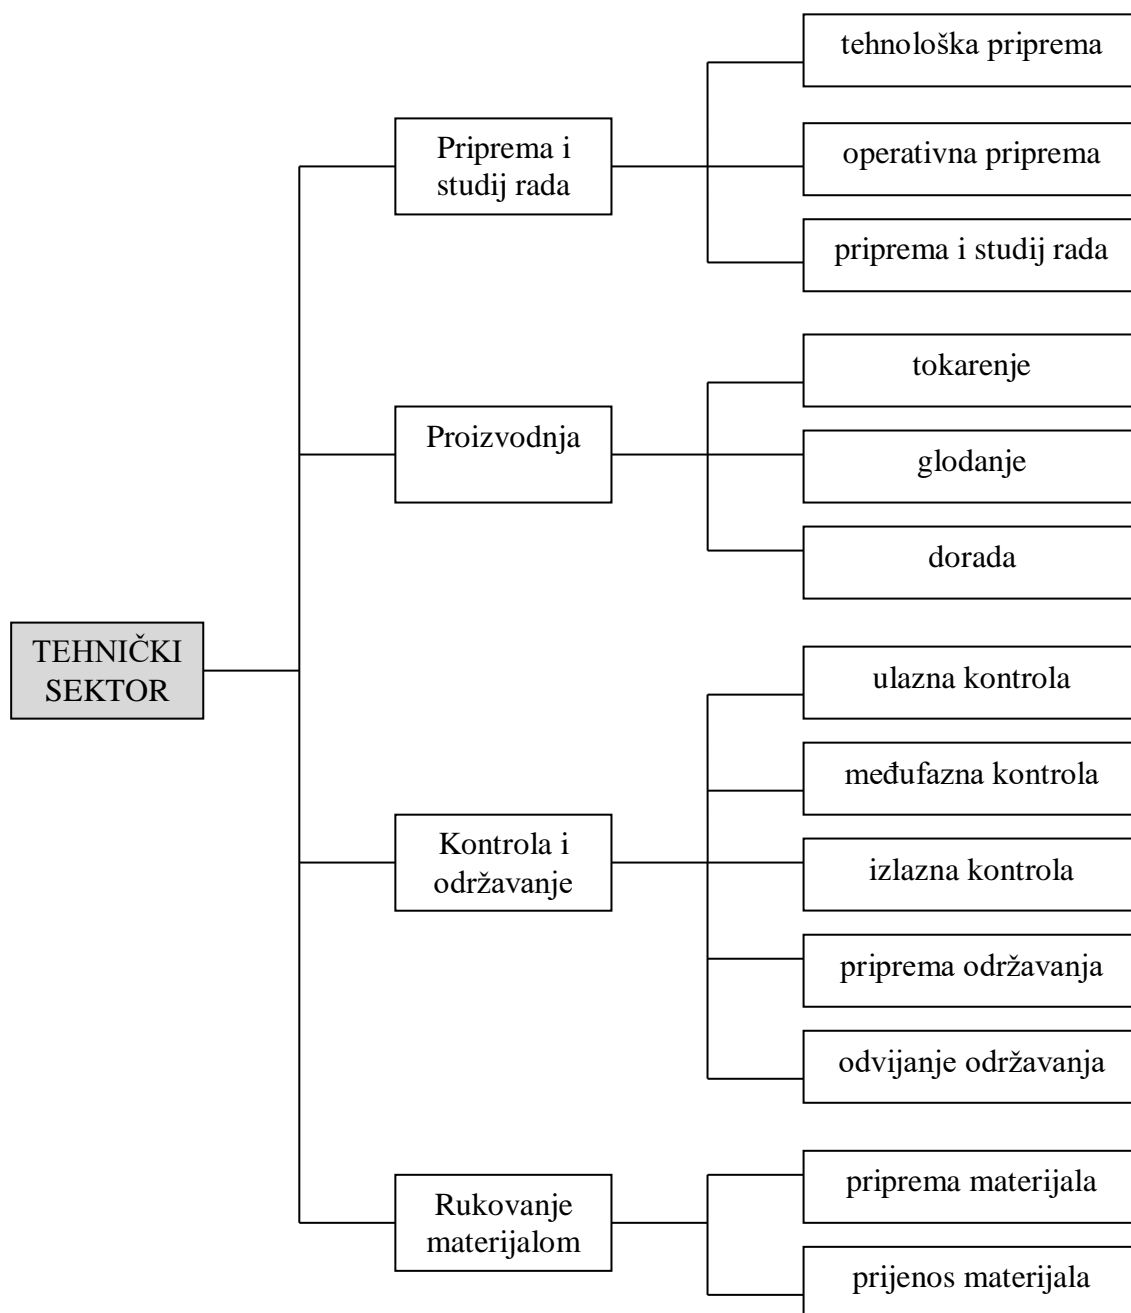 TEHNIČKI
SEKTOR
Priprema i
studij rada
tehnološka priprema
operativna priprema
priprema i studij rada
Proizvodnja
tokarenje
glodanje
dorada
Kontrola i
održavanje
ulazna kontrola
međufazna kontrola
izlazna kontrola
priprema održavanja
odvijanje održavanja
Rukovanje
materijalom
priprema materijala
prijenos materijala